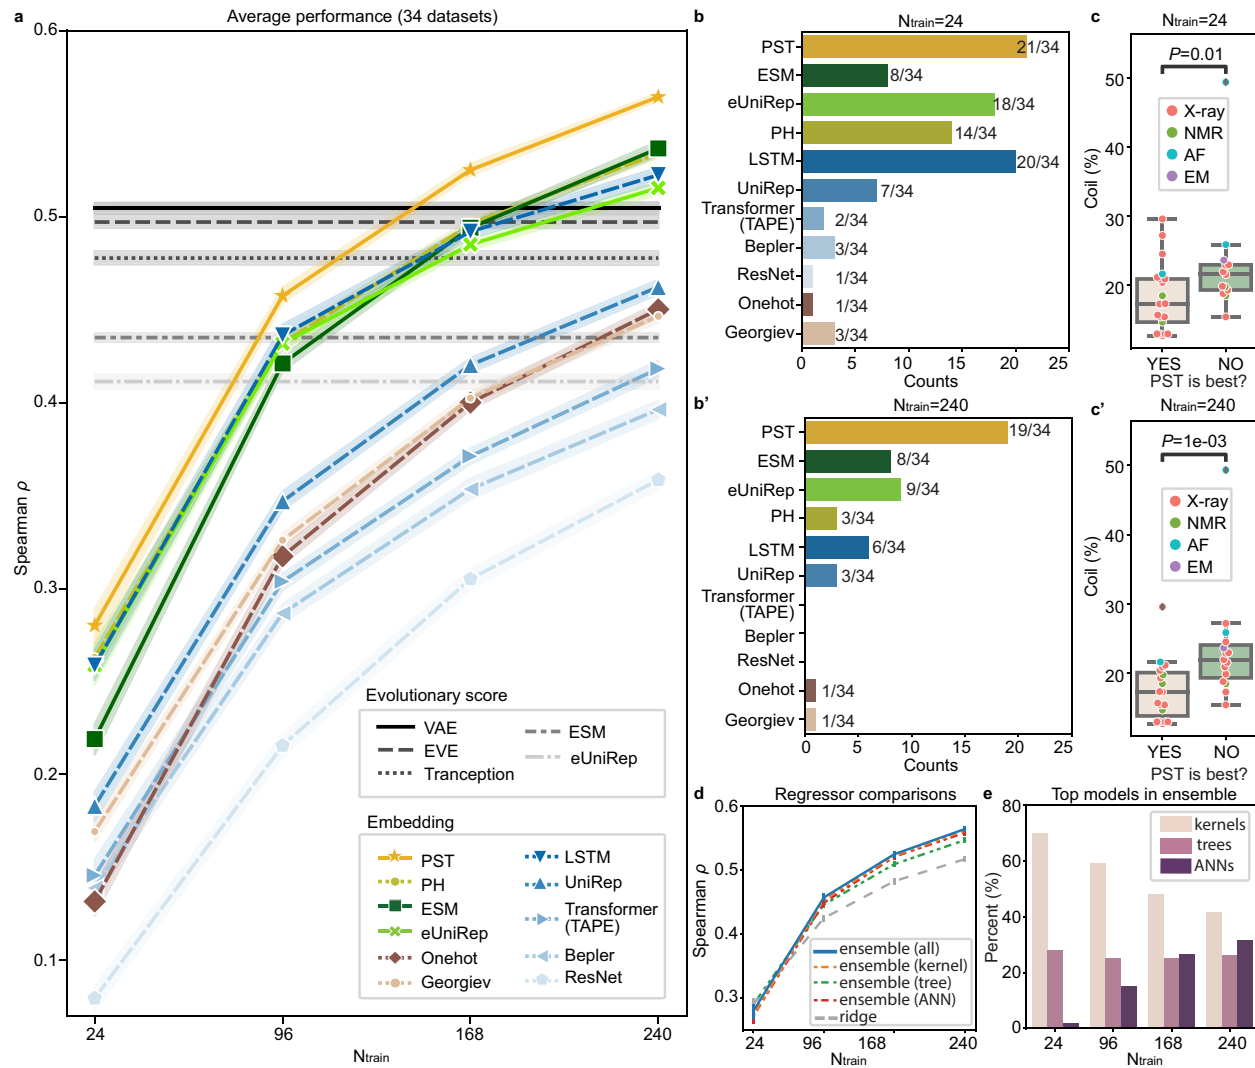 a
Average performance (34 datasets)
0.6
0.5
0.4
0.3
0.2
0.1
Spearman ρ
24
96
168
240
Ntrain
Evolutionary score
VAE
EVE
Tranception
ESM
eUniRep
Embedding
PST
PH
ESM
eUniRep
Onehot
Georgiev
LSTM
UniRep
Transformer
(TAPE)
Bepler
ResNet
b
Ntrain=24
PST
ESM
eUniRep
PH
LSTM
UniRep
Transformer
(TAPE)
Bepler
ResNet
Onehot
Georgiev
21/34
8/34
18/34
14/34
20/34
7/34
2/34
3/34
1/34
1/34
3/34
0
5
10
15
20
25
Counts
b’
Ntrain=240
PST
ESM
eUniRep
PH
LSTM
UniRep
Transformer
(TAPE)
Bepler
ResNet
Onehot
Georgiev
19/34
8/34
9/34
3/34
6/34
3/34
1/34
1/34
0
5
10
15
20
25
Counts
c
Ntrain=24
P=0.01
50
40
30
20
Coil (%)
X-ray
NMR
AF
EM
YES
NO
PST is best?
c’
Ntrain=240
P=1e-03
50
40
30
20
Coil (%)
X-ray
NMR
AF
EM
YES
NO
PST is best?
d
Regressor comparisons
0.6
0.5
0.4
0.3
Spearman ρ
ensemble (all)
ensemble (kernel)
ensemble (tree)
ensemble (ANN)
ridge
24
96
168
240
Ntrain
e
Top models in ensemble
80
60
40
20
0
Percent (%)
kernels
trees
ANNs
24
96
168
240
Ntrain